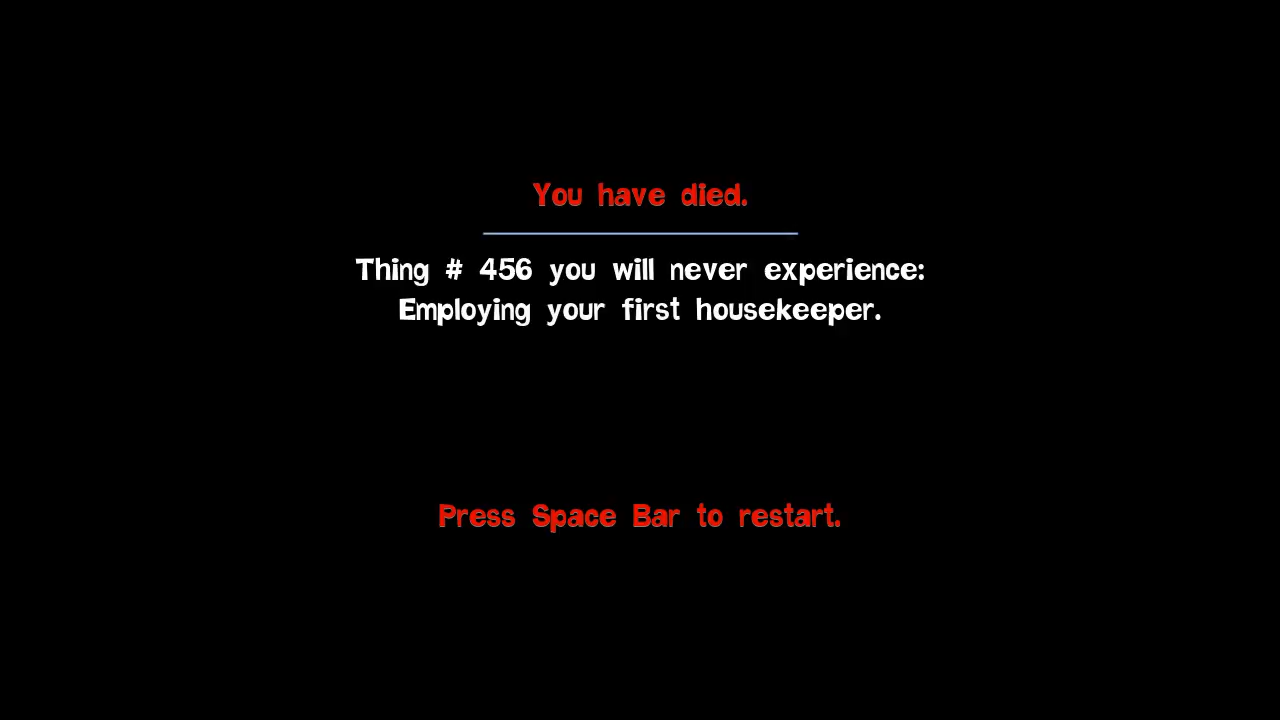 You have died.
Thing # 456 you will never experience:
Employing your first housekeeper.
Press Space Bar to restart.